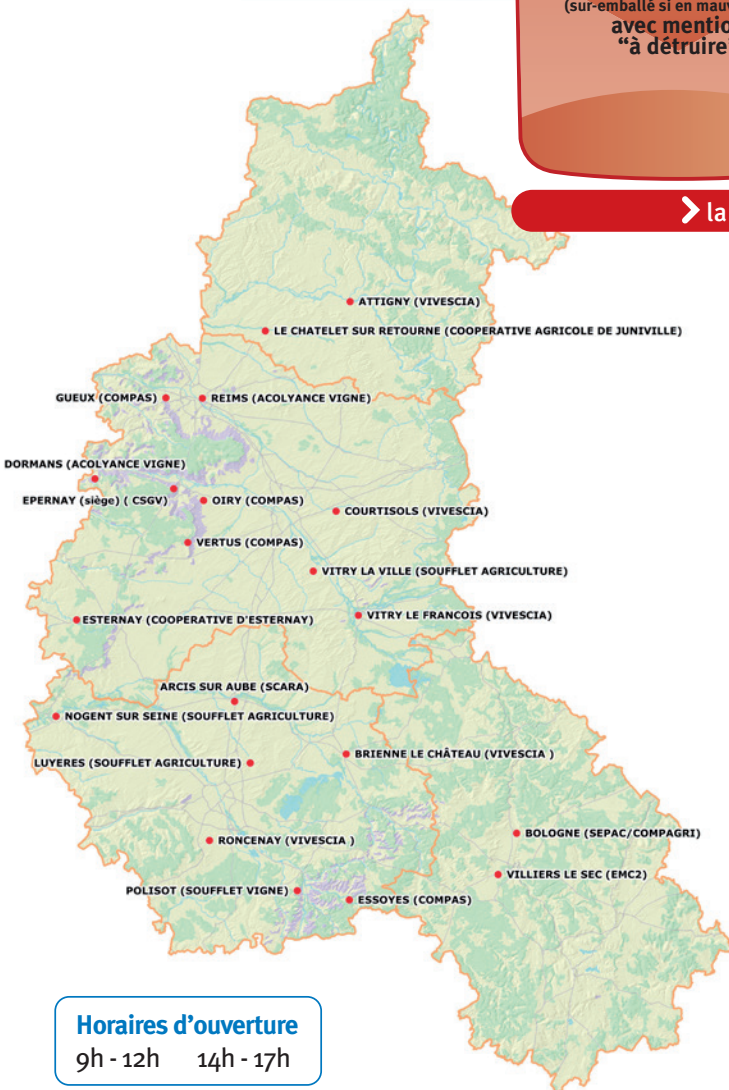 (sur-emballé si en
avec
“à détruire
la
ATTIGNY (VIVESCIA)
LE CHATELET SUR RETOURNE (COOPERATIVE AGRICOLE DE JUNIVILLE)
GUEUX (COMPAS)
REIMS (ACOLYANCE VIGNE)
DORMANS (ACOLYANCE VIGNE)
EPERNAY (siège) ( CSGV)
OIRY (COMPAS)
COURTISOLS (VIVESCIA)
VERTUS (COMPAS)
VITRY LA VILLE (SOUFFLET AGRICULTURE)
ESTERNAY (COOPERATIVE D'ESTERNAY)
VITRY LE FRANCOIS (VIVESCIA)
ARCIS SUR AUBE (SCARA)
NOGENT SUR SEINE (SOUFFLET AGRICULTURE)
BRIENNE LE CHÂTEAU (VIVESCIA )
LUYERES (SOUFFLET AGRICULTURE)
BOLOGNE (SEPAC/COMPAGRI)
RONCENAY (VIVESCIA )
VILLIERS LE SEC (EMC2)
POLISOT (SOUFFLET VIGNE)
ESSOYES (COMPAS)
Horaires d’ouverture
9h - 12h 14h - 17h